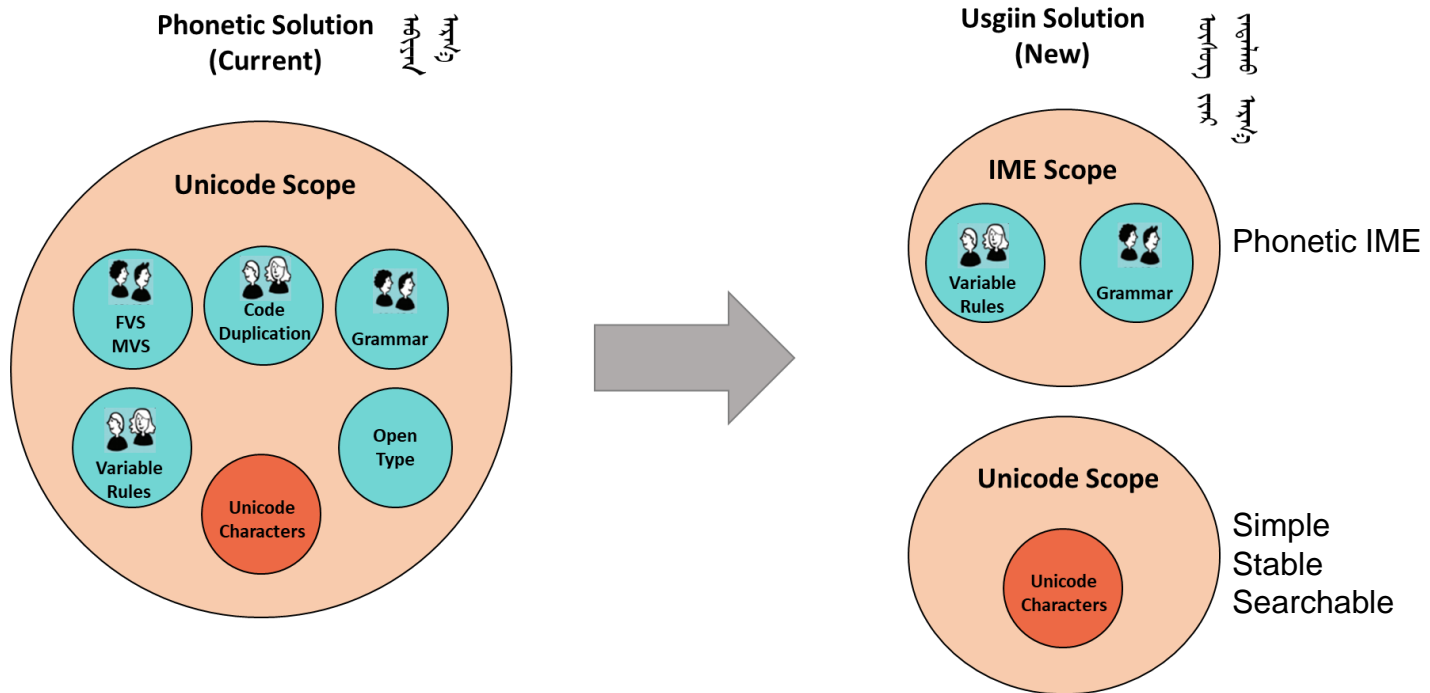 Phonetic Solution
(Current)
Unicode Scope
FVS
MVS
Code
Duplication
Grammar
Variable
Rules
Open
Type
Unicode
Characters
Usgiin Solution
(New)
IME Scope
Variable
Rules
Grammar
Phonetic IME
Unicode Scope
Unicode
Characters
Simple
Stable
Searchable